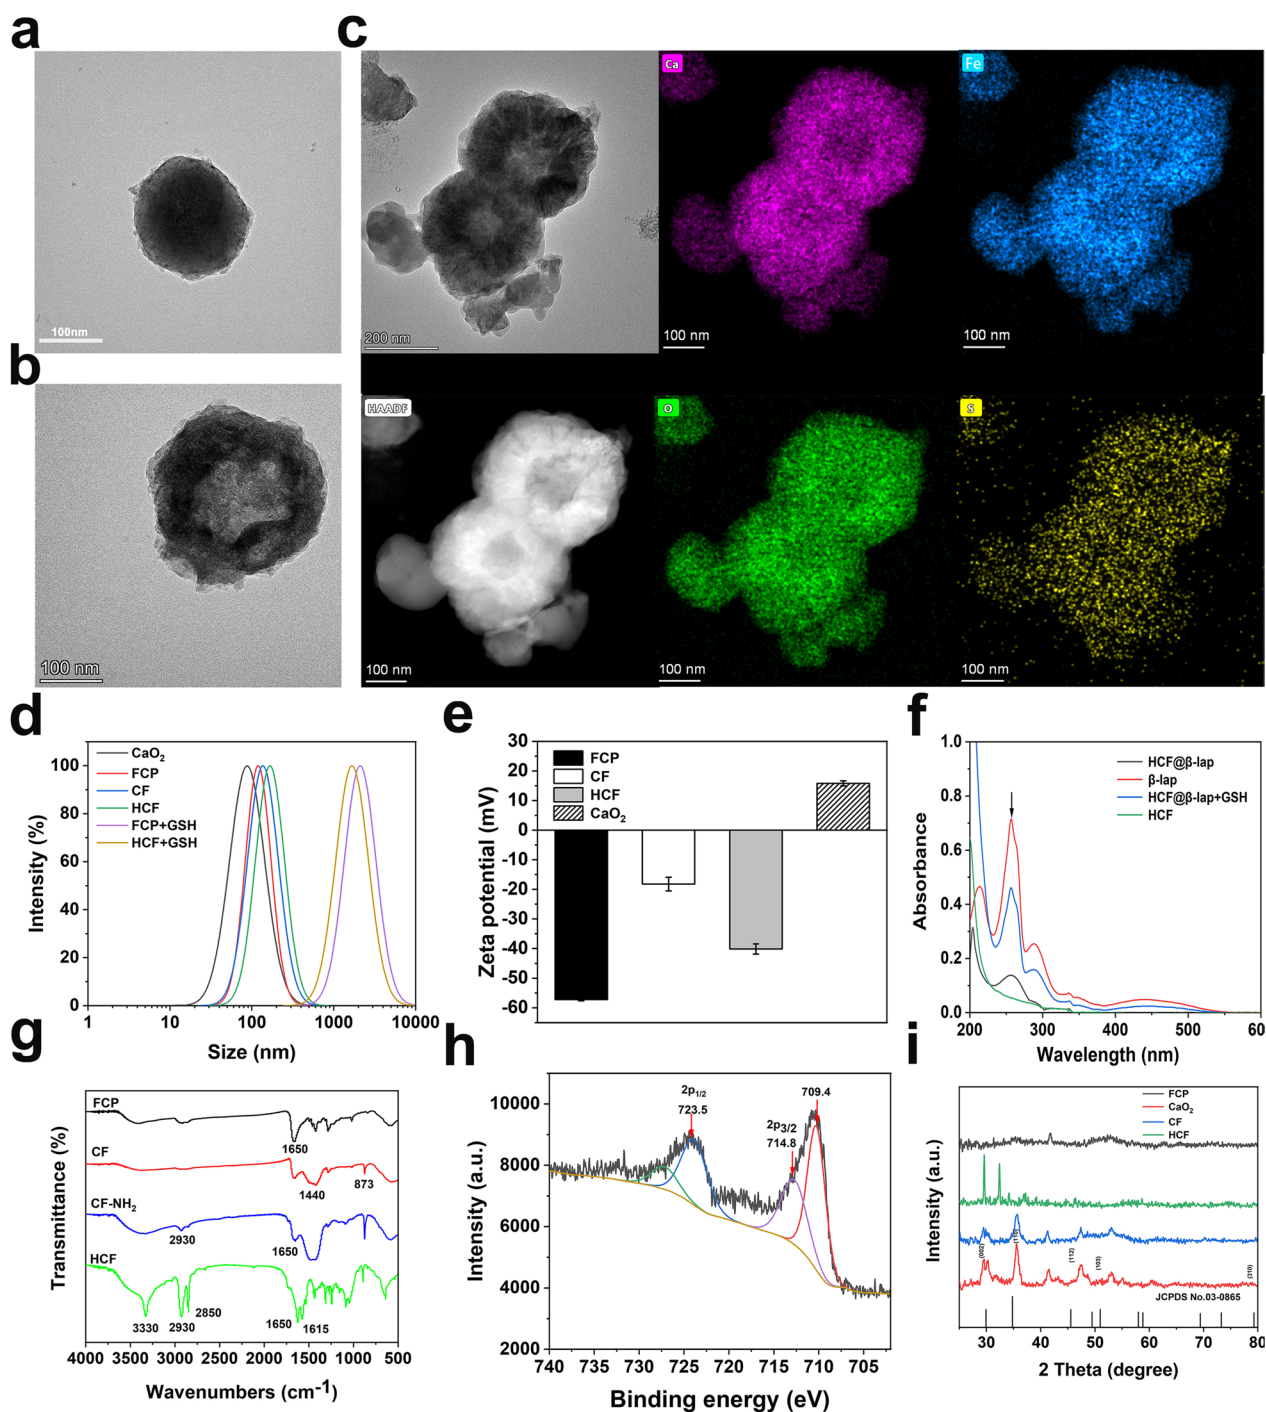 a
100nm
b
100 nm
c
200 nm
Ca
100 nm
Fe
100 nm
HAADF
100 nm
O
100 nm
S
100 nm
d
CaO2
FCP
CF
HCF
FCP+GSH
HCF+GSH
100
80
60
40
20
0
1 10 100 1000 10000
Intensity (%)
Size (nm)
e
FCP
CF
HCF
CaO2
30
20
10
0
-10
-20
-30
-40
-50
-60
Zeta potential (mV)
f
HCF@β-lap
β-lap
HCF@β-lap+GSH
HCF
1.0
0.8
0.6
0.4
0.2
0.0
200 300 400 500 60
Absorbance
Wavelength (nm)
g
FCP
1650
CF
1440 873
CF-NH2
2930 1650
HCF
3330 2930 2850 1650 1615
4000 3500 3000 2500 2000 1500 1000 500
Transmittance (%)
Wavenumbers (cm-1)
h
2p1/2
723.5
2p3/2
714.8
709.4
10000
8000
6000
4000
2000
740 735 730 725 720 715 710 705
Intensity (a.u.)
Binding energy (eV)
i
FCP
CaO2
CF
HCF
(002) (110) (112) (103) (310)
JCPDS No.03-0865
30 40 50 60 70 80
Intensity (a.u.)
2 Theta (degree)